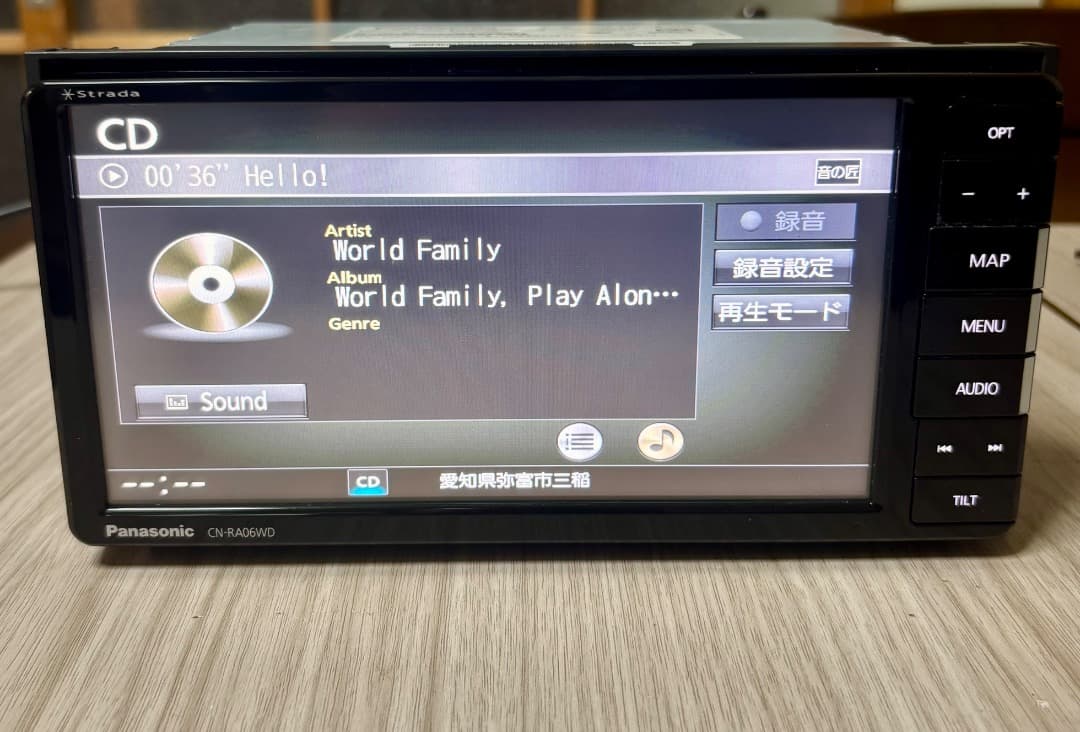 Strada
CD
00'36" Hello!
音の匠
Artist
World Family
Album
World Family, Play Alon…
Genre
Sound
録音
録音設定
再生モード
--:--
CD
愛知県弥富市三稲
Panasonic CN-RA06WD
OPT
− +
MAP
MENU
AUDIO
TILT